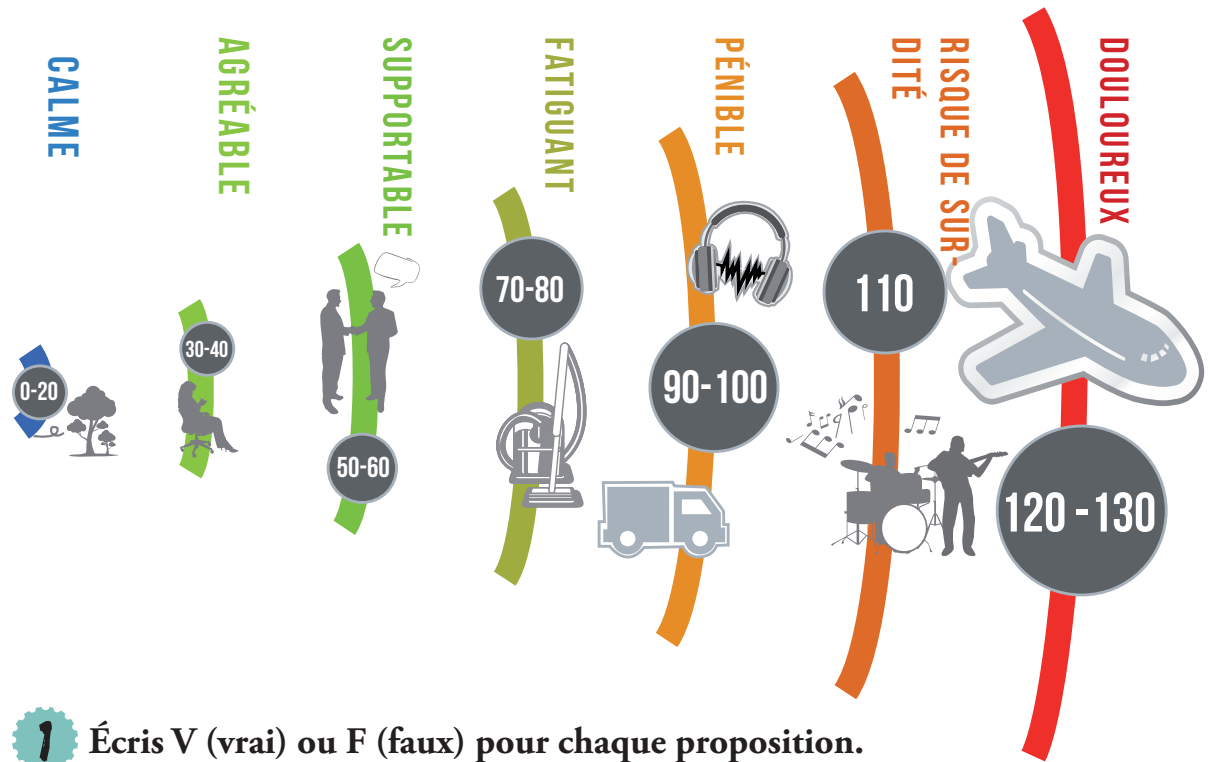 CALME
AGRÉABLE
SUPPORTABLE
FATIGUANT
PÉNIBLE
RISQUE DE SUR-
DITÉ
DOULOUREUX
0-20
30-40
50-60
70-80
90-100
110
120 -130
1 Écris V (vrai) ou F (faux) pour chaque proposition.